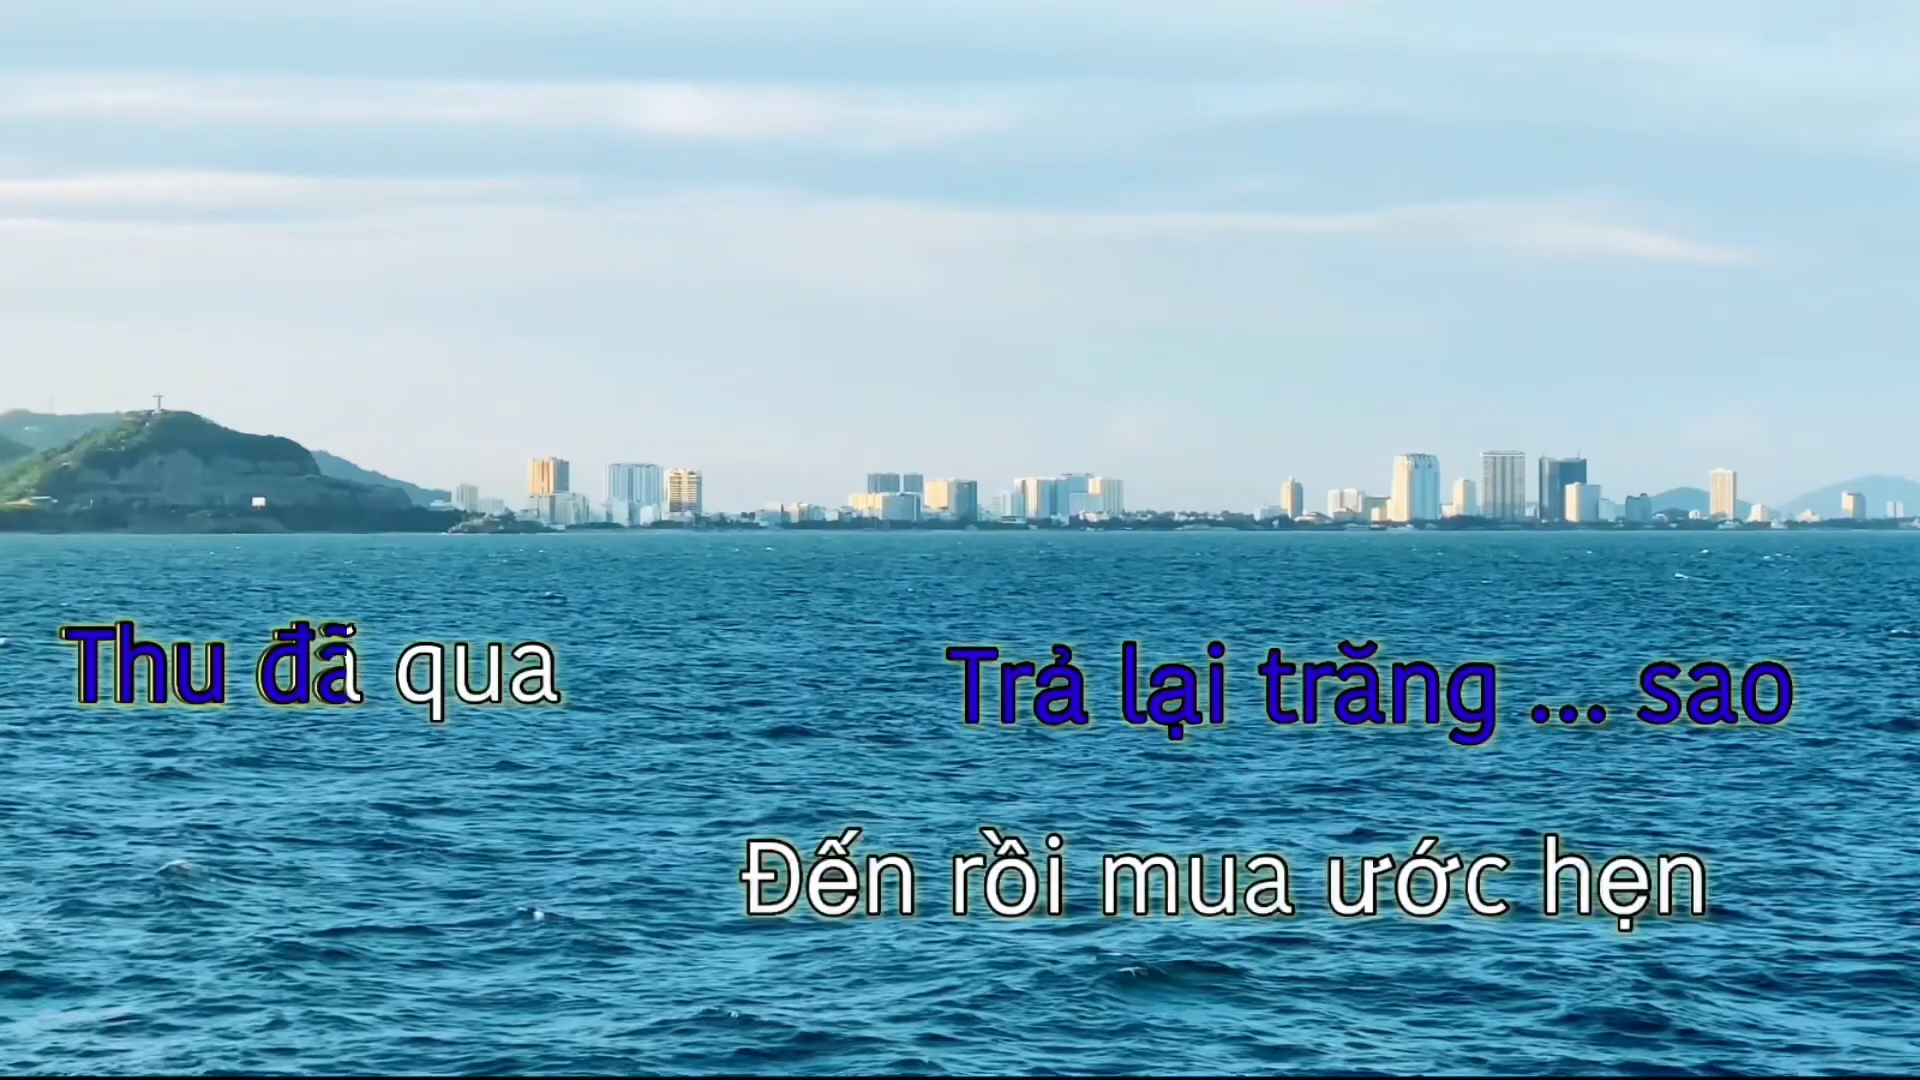 Thu đã qua
Trả lại trăng ... sao
Đến rồi mua ước hẹn